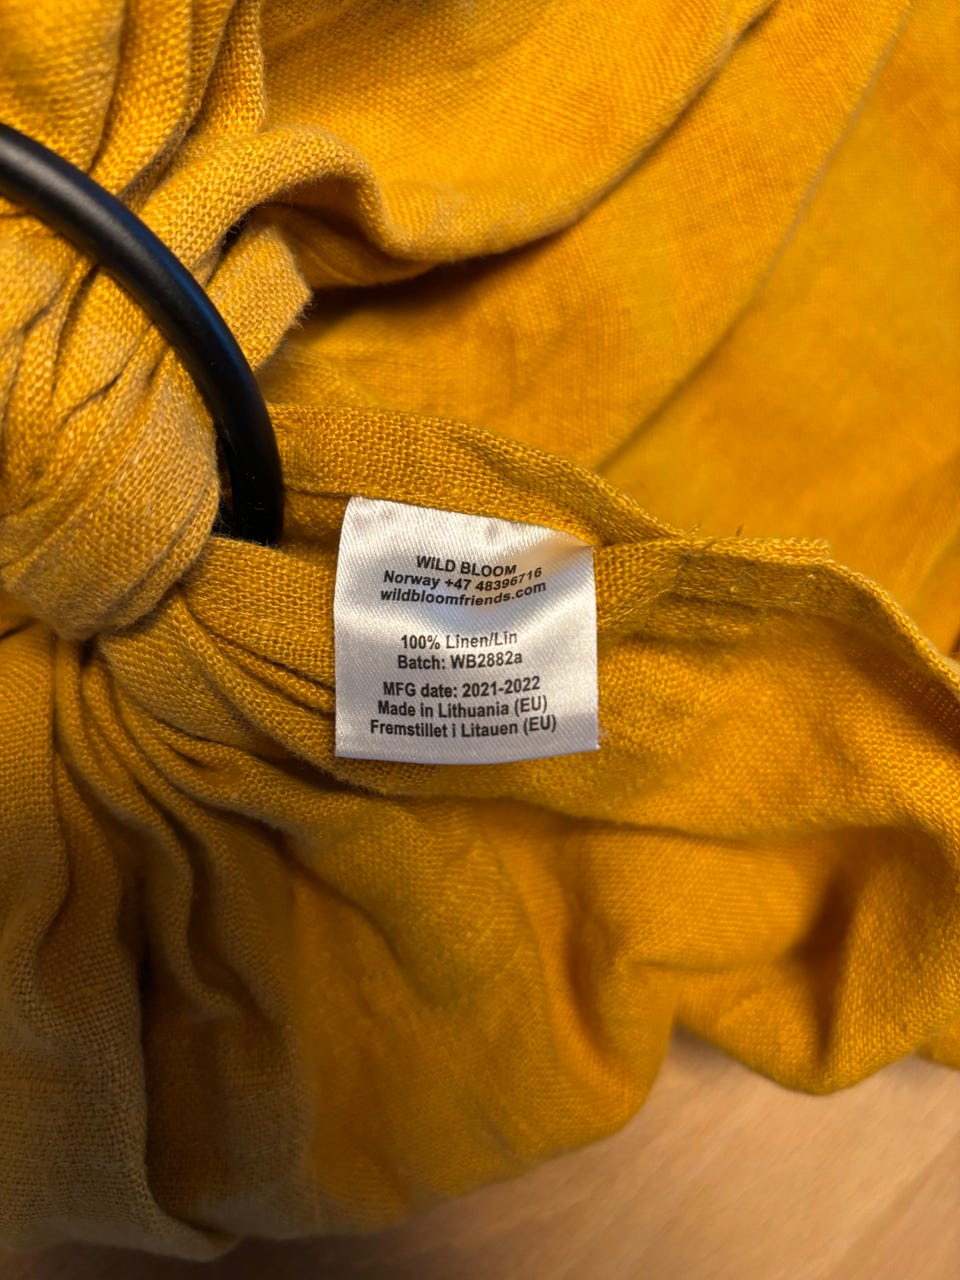 WILD BLOOM
Norway +47 48396716
wildbloomfriends.com
100% Linen/Lin
Batch: WB2882a
MFG date: 2021-2022
Made in Lithuania (EU)
Fremstillet i Litauen (EU)